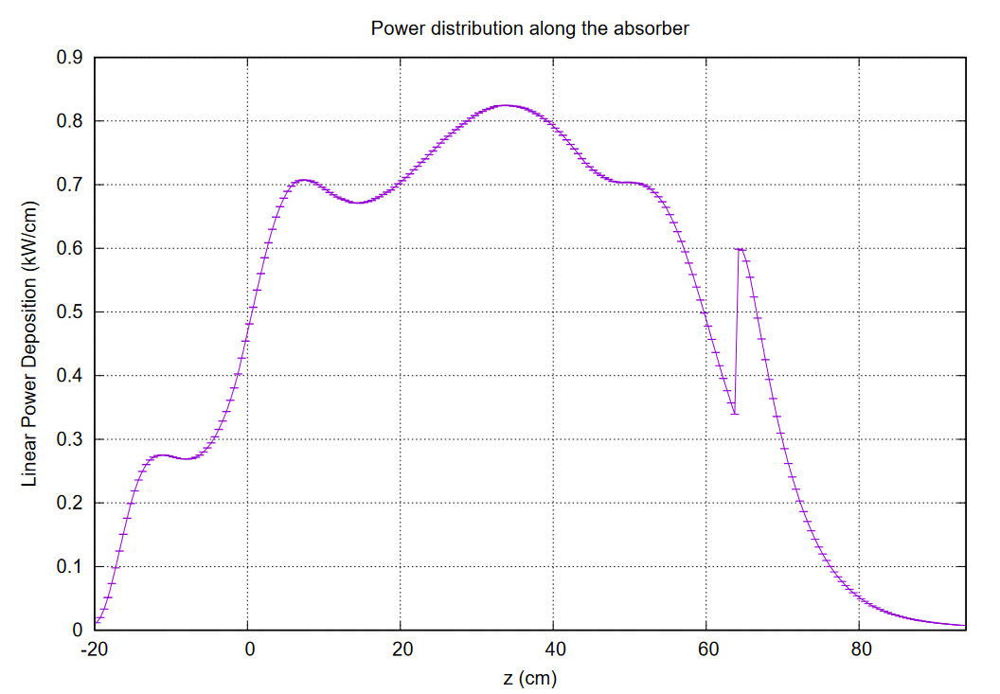 Power distribution along the absorber
0.9
0.8
0.7
0.6
0.5
0.4
0.3
0.2
0.1
0
Linear Power Deposition (kW/cm)
-20 0 20 40 60 80
z (cm)